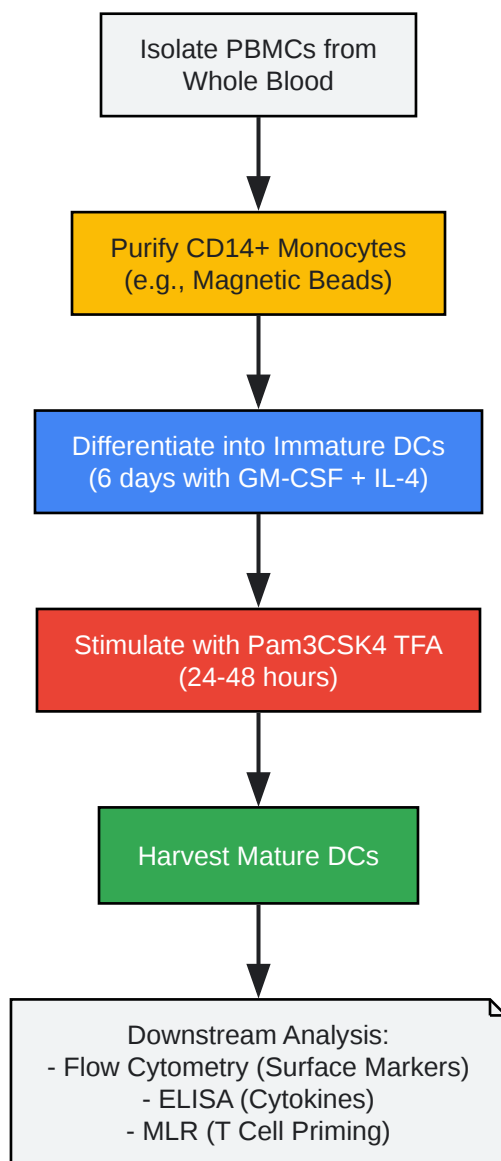 Isolate PBMCs from
Whole Blood
Purify CD14+ Monocytes
(e.g., Magnetic Beads)
Differentiate into Immature DCs
(6 days with GM-CSF + IL-4)
Stimulate with Pam3CSK4 TFA
(24-48 hours)
Harvest Mature DCs
Downstream Analysis:
- Flow Cytometry (Surface Markers)
- ELISA (Cytokines)
- MLR (T Cell Priming)